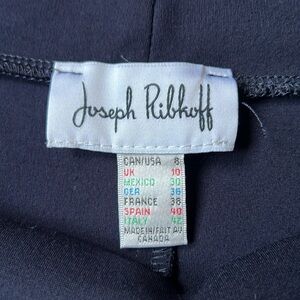 Joseph Ribkoff
CAN/USA 8
UK 10
MEXICO 30
GER 36
FRANCE 38
SPAIN 40
ITALY 42
MADE IN/FAIT AU
CANADA